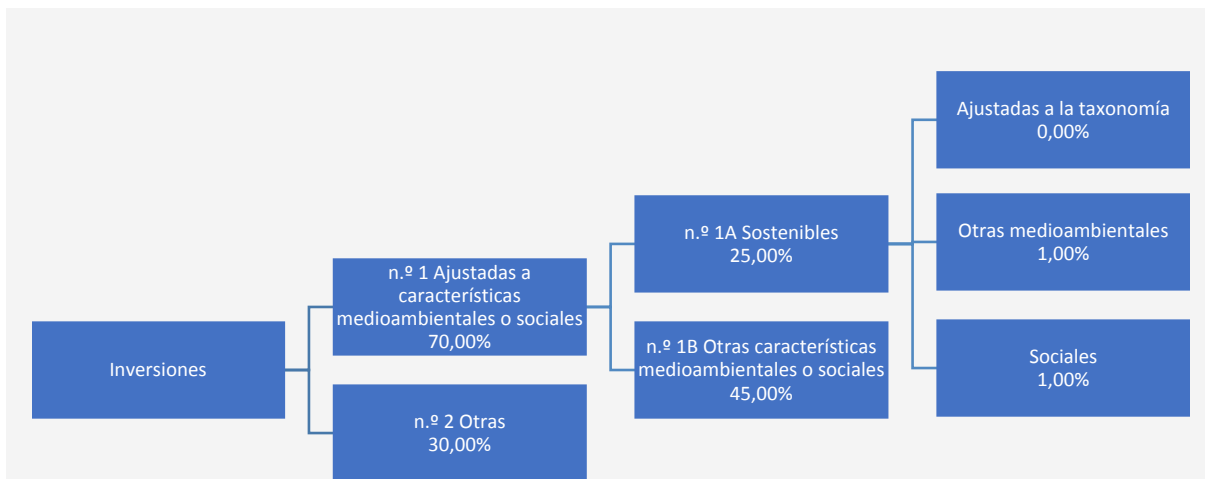 Inversiones
n.º 1 Ajustadas a
características
medioambientales o sociales
70,00%
n.º 2 Otras
30,00%
n.º 1A Sostenibles
25,00%
n.º 1B Otras características
medioambientales o sociales
45,00%
Ajustadas a la taxonomía
0,00%
Otras medioambientales
1,00%
Sociales
1,00%